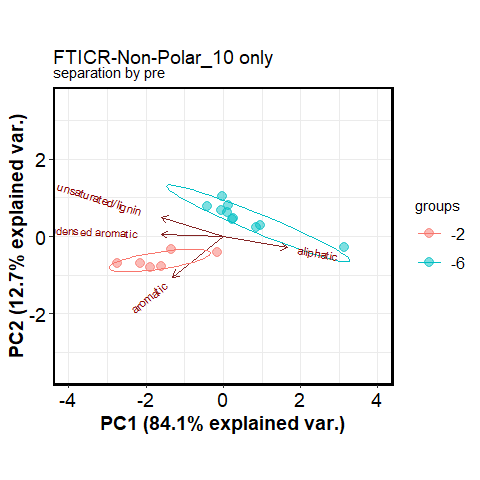 FTICR-Non-Polar_10 only
separation by pre
PC2 (12.7% explained var.)
2
0
-2
unsaturated/lignin
densed aromatic
aliphatic
aromatic
groups
-2
-6
-4
-2
0
2
4
PC1 (84.1% explained var.)